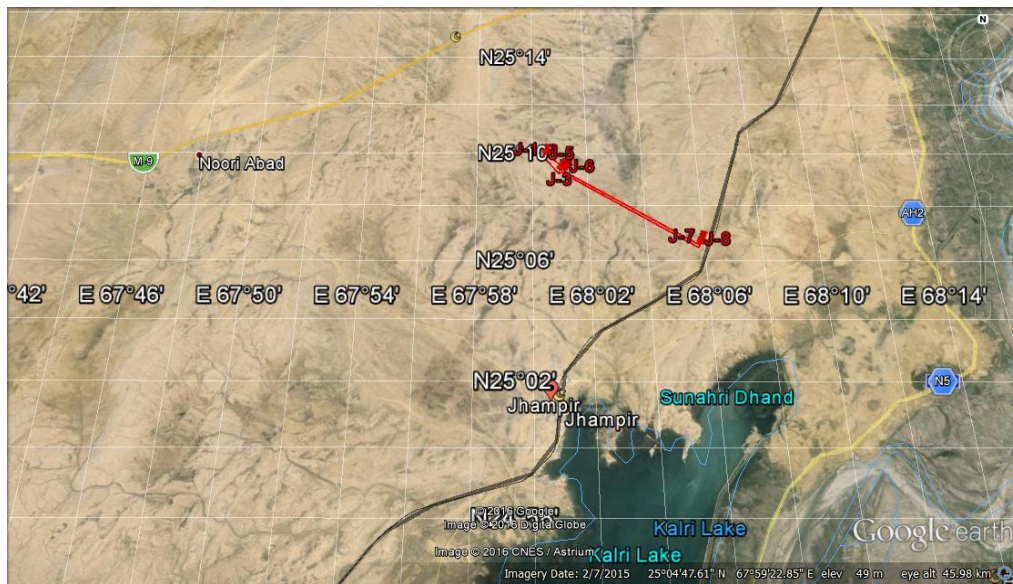 N
N25°14'
M-9
Noori Abad
N25°10'
J-1
J-5
J-6
J-3
AH2
J-7
J-8
N25°06'
°42'
E 67°46'
E 67°50'
E 67°54'
E 67°58'
E 68°02'
E 68°06'
E 68°10'
E 68°14'
N25°02'
N5
Sunahri Dhand
Jhampir
Jhampir
© 2016 Google
Image © 2016 DigitalGlobe
Kalri Lake
Google earth
Image © 2016 CNES / Astrium
Kalri Lake
Imagery Date: 2/7/2015 25°04'47.61" N 67°59'22.85" E elev 49 m eye alt 45.98 km